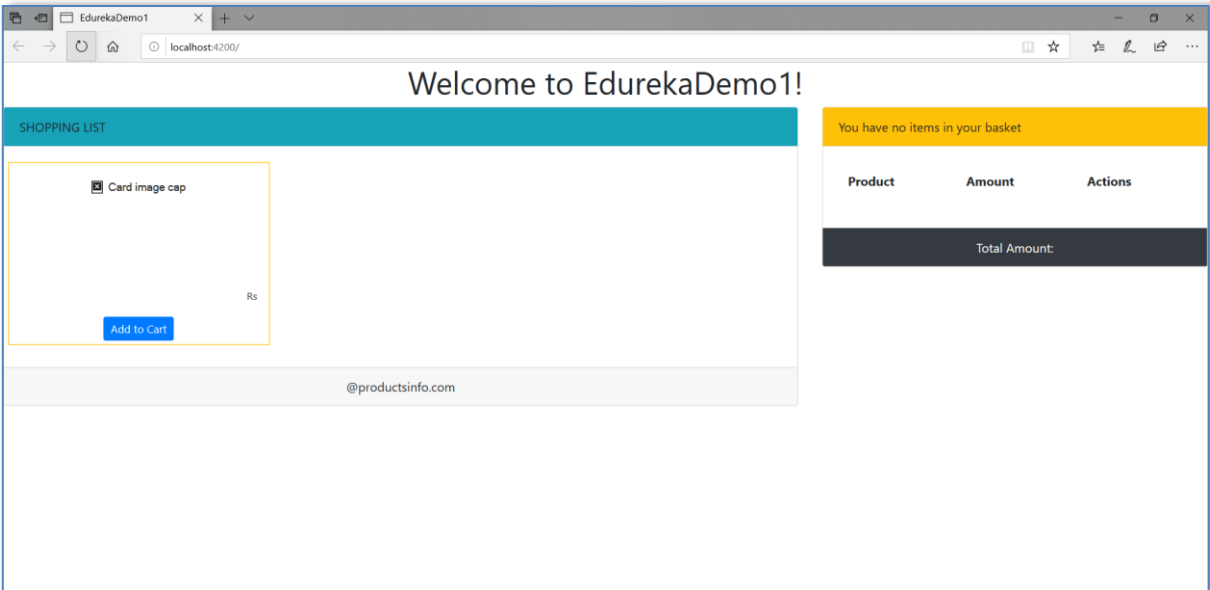 EdurekaDemo1
localhost:4200/
Welcome to EdurekaDemo1!
SHOPPING LIST
Card image cap
Rs
Add to Cart
@productsinfo.com
You have no items in your basket
Product Amount Actions
Total Amount: